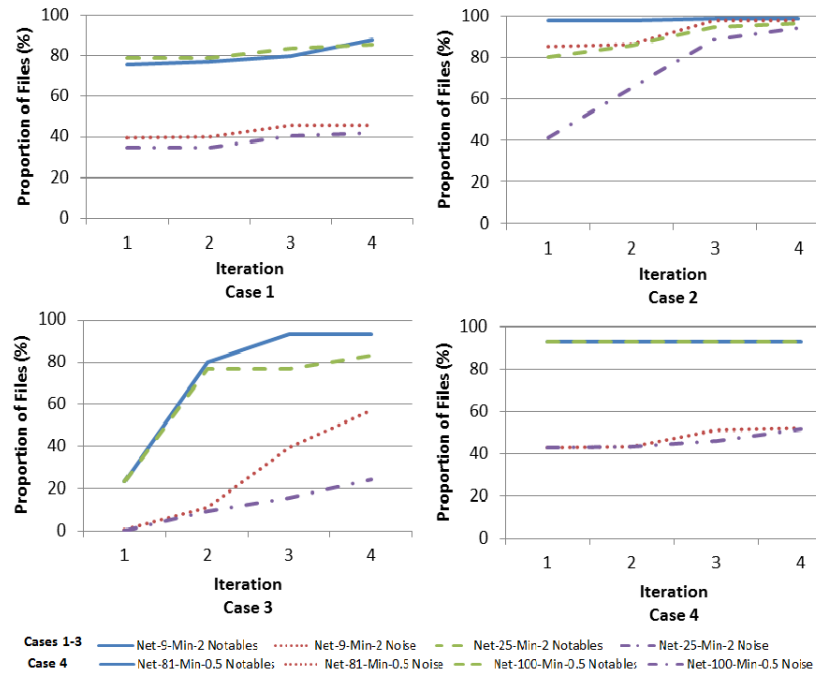 Proportion of Files (%)
100
80
60
40
20
0
1 2 3 4
Iteration
Case 1
Proportion of Files (%)
100
80
60
40
20
0
1 2 3 4
Iteration
Case 2
Proportion of Files (%)
100
80
60
40
20
0
1 2 3 4
Iteration
Case 3
Proportion of Files (%)
100
80
60
40
20
0
1 2 3 4
Iteration
Case 4
Cases 1-3 Net-9-Min-2 Notables Net-9-Min-2 Noise Net-25-Min-2 Notables Net-25-Min-2 Noise
Case 4 Net-81-Min-0.5 Notables Net-81-Min-0.5 Noise Net-100-Min-0.5 Notables Net-100-Min-0.5 Noise